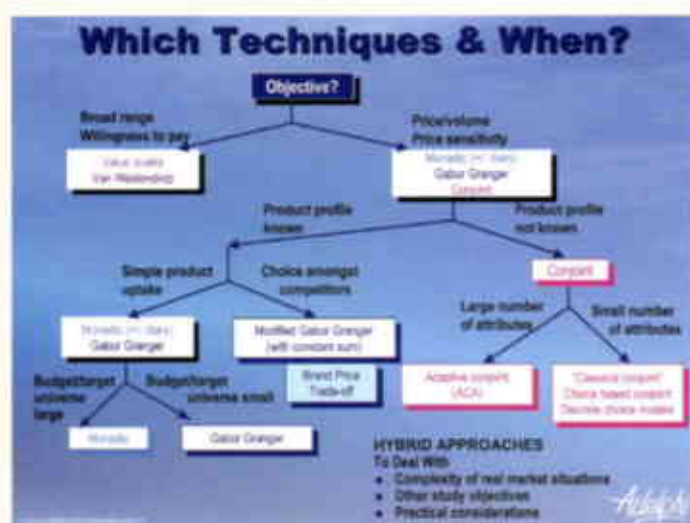 Which Techniques & When?
Objective?
Broad range
Willingness to pay
Price/volume
Price sensitivity
Value scales
Van Westendorp
Monadic (+/- diary)
Gabor Granger
Conjoint
Product profile
known
Product profile
not known
Simple product
uptake
Choice amongst
competitors
Conjoint
Large number
of attributes
Small number
of attributes
Monadic (+/- diary)
Gabor Granger
Modified Gabor Granger
(with constant sum)
Brand Price
Trade-off
Adaptive conjoint
(ACA)
"Classical conjoint"
Choice based conjoint
Discrete choice models
Budget/target
universe
large
Budget/target
universe small
Monadic
Gabor Granger
HYBRID APPROACHES
To Deal With
Complexity of real market situations
Other study objectives
Practical considerations
Adelphi